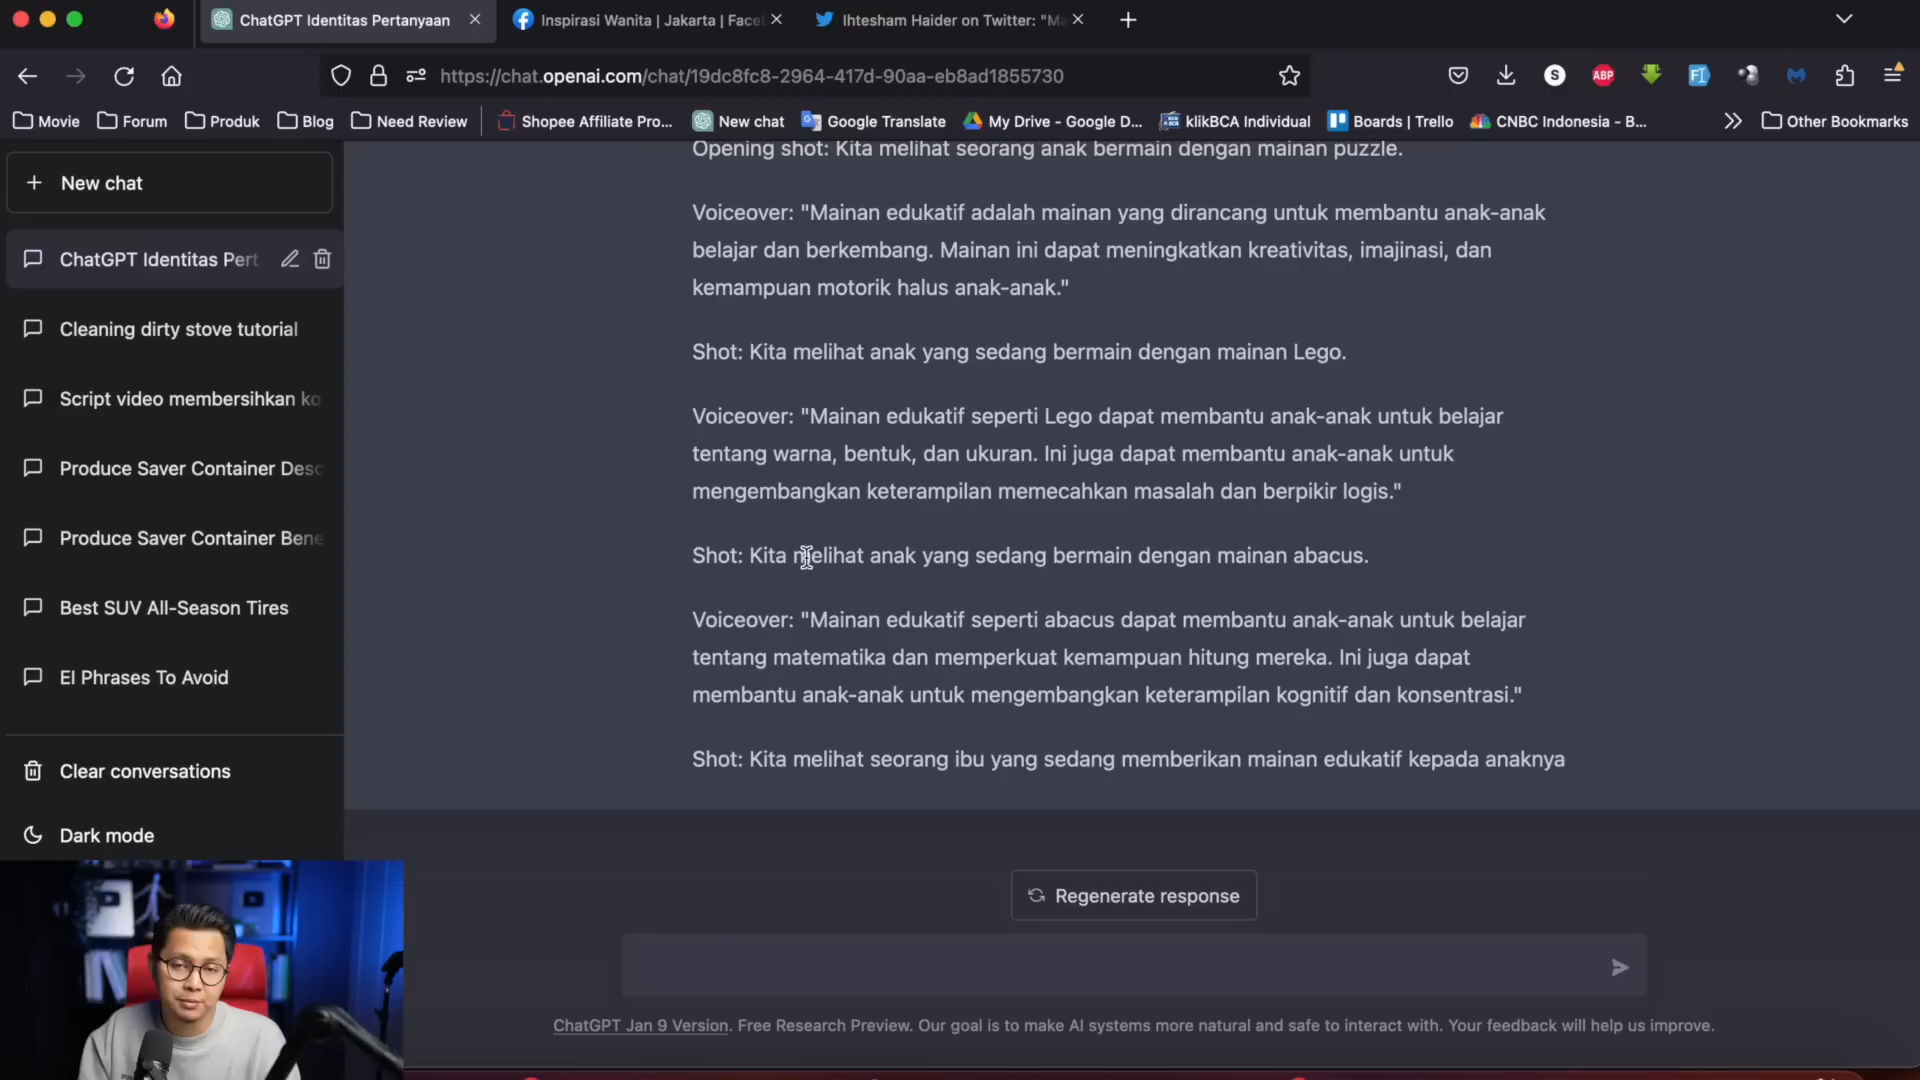 ChatGPT Identitas Pertanyaan
Inspirasi Wanita | Jakarta | Face
Ihtesham Haider on Twitter: "Ma
https://chat.openai.com/chat/19dc8fc8-2964-417d-90aa-eb8ad1855730
S
ABP
Movie
Forum
Produk
Blog
Need Review
Shopee Affiliate Pro...
New chat
Google Translate
My Drive - Google D...
klikBCA Individual
Boards | Trello
CNBC Indonesia - B...
Other Bookmarks
New chat
ChatGPT Identitas Pert
Cleaning dirty stove tutorial
Script video membersihkan ko
Produce Saver Container Desc
Produce Saver Container Bene
Best SUV All-Season Tires
EI Phrases To Avoid
Clear conversations
Dark mode
Opening shot: Kita melihat seorang anak bermain dengan mainan puzzle.
Voiceover: "Mainan edukatif adalah mainan yang dirancang untuk membantu anak-anak
belajar dan berkembang. Mainan ini dapat meningkatkan kreativitas, imajinasi, dan
kemampuan motorik halus anak-anak."
Shot: Kita melihat anak yang sedang bermain dengan mainan Lego.
Voiceover: "Mainan edukatif seperti Lego dapat membantu anak-anak untuk belajar
tentang warna, bentuk, dan ukuran. Ini juga dapat membantu anak-anak untuk
mengembangkan keterampilan memecahkan masalah dan berpikir logis."
Shot: Kita melihat anak yang sedang bermain dengan mainan abacus.
Voiceover: "Mainan edukatif seperti abacus dapat membantu anak-anak untuk belajar
tentang matematika dan memperkuat kemampuan hitung mereka. Ini juga dapat
membantu anak-anak untuk mengembangkan keterampilan kognitif dan konsentrasi."
Shot: Kita melihat seorang ibu yang sedang memberikan mainan edukatif kepada anaknya
Regenerate response
ChatGPT Jan 9 Version. Free Research Preview. Our goal is to make AI systems more natural and safe to interact with. Your feedback will help us improve.